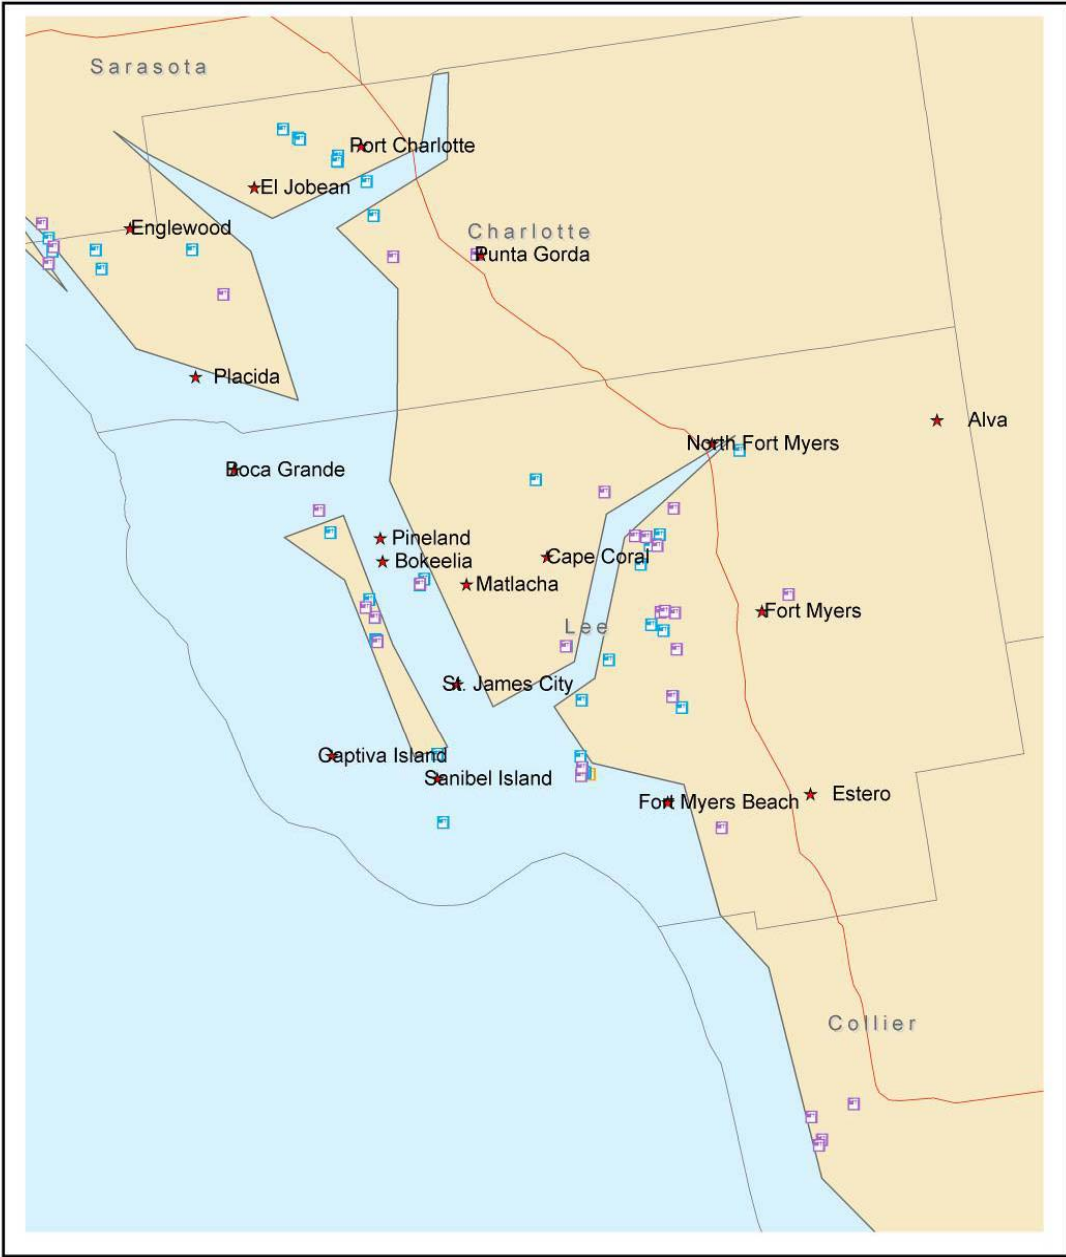 Sarasota
Port Charlotte
El Jobean
Englewood
Charlotte
Punta Gorda
Placida
Alva
North Fort Myers
Boca Grande
Pineland
Cape Coral
Bokeelia
Matlacha
Fort Myers
Lee
St. James City
Captiva Island
Sanibel Island
Fort Myers Beach
Estero
Collier